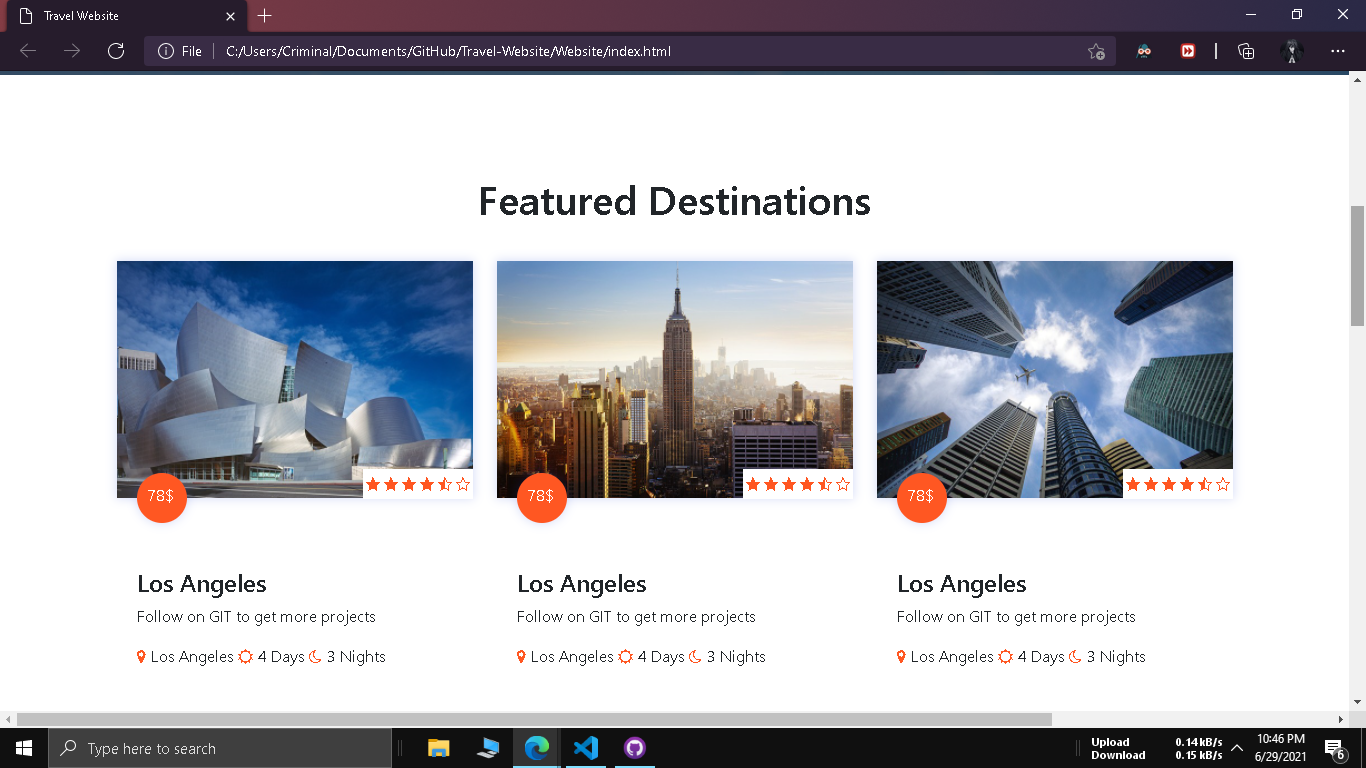 Travel Website
File
C:/Users/Criminal/Documents/GitHub/Travel-Website/Website/index.html
Featured Destinations
78$ 78$ 78$
Los Angeles Los Angeles Los Angeles
Follow on GIT to get more projects Follow on GIT to get more projects Follow on GIT to get more projects
Los Angeles 4 Days 3 Nights Los Angeles 4 Days 3 Nights Los Angeles 4 Days 3 Nights
Type here to search
Upload 0.14 kB/s
Download 0.15 kB/s
10:46 PM
6/29/2021
6